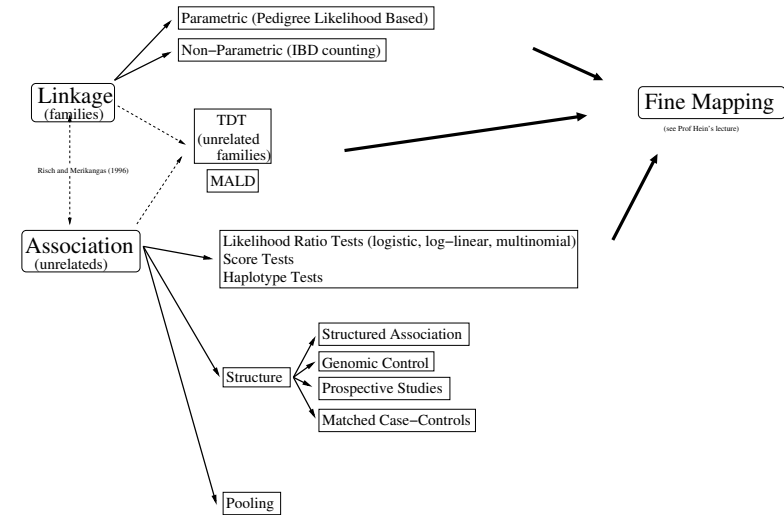 Parametric (Pedigree Likelihood Based)
Non−Parametric (IBD counting)
Linkage
(families)
Fine Mapping
(see Prof Hein's lecture)
TDT
(unrelated
families)
MALD
Risch and Merikangas (1996)
Association
(unrelateds)
Likelihood Ratio Tests (logistic, log−linear, multinomial)
Score Tests
Haplotype Tests
Structured Association
Genomic Control
Structure
Prospective Studies
Matched Case−Controls
Pooling